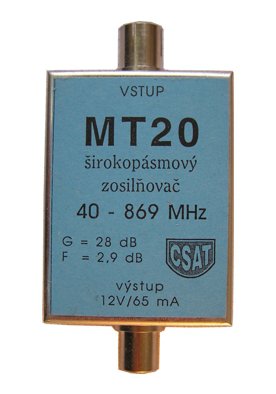 VSTUP
MT20
širokopásmový
zosilňovač
40 - 869 MHz
G = 28 dB
F = 2,9 dB
CSAT
výstup
12V/65 mA